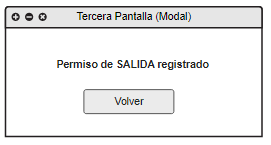 Tercera Pantalla (Modal)
Permiso de SALIDA registrado
Volver